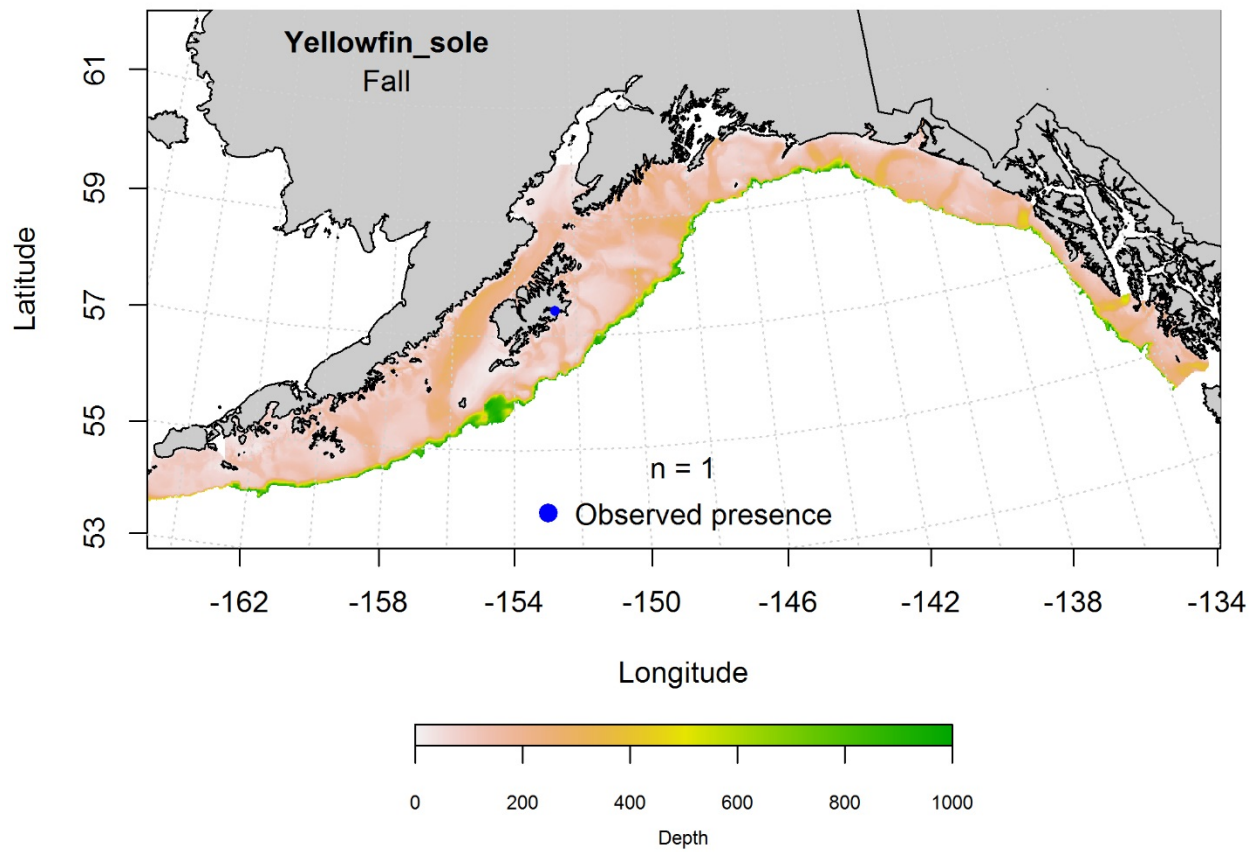 Yellowfin_sole
Fall
61
59
57
55
53
Latitude
n = 1
Observed presence
-162 -158 -154 -150 -146 -142 -138 -134
Longitude
0 200 400 600 800 1000
Depth